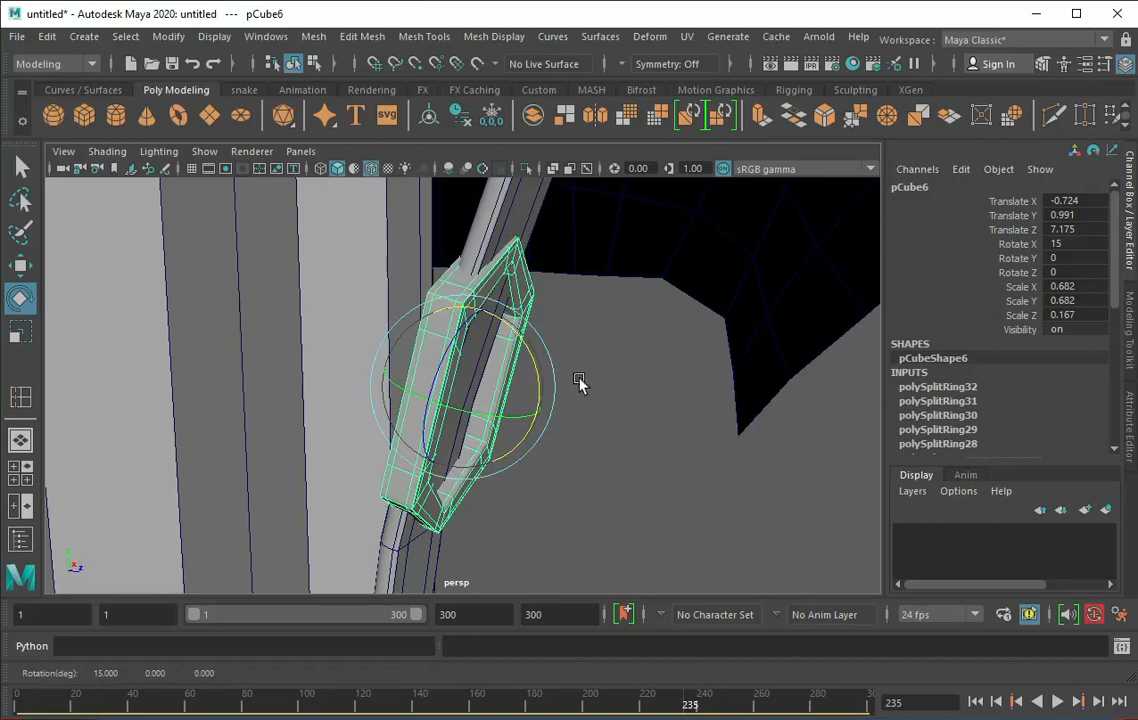 untitled* - Autodesk Maya 2020: untitled --- pCube6
File Edit Create Select Modify Display Windows Mesh Edit Mesh Mesh Tools Mesh Display Curves Surfaces Deform UV Generate Cache Arnold Help Workspace : Maya Classic*
Modeling No Live Surface Symmetry: Off Sign In
Curves / Surfaces Poly Modeling snake Animation Rendering FX FX Caching Custom MASH Bifrost Motion Graphics Rigging Sculpting XGen
T svg 0,0,0
View Shading Lighting Show Renderer Panels
0.00 1.00 ON sRGB gamma
Channels Edit Object Show
pCube6
Translate X -0.724
Translate Y 0.991
Translate Z 7.175
Rotate X 15
Rotate Y 0
Rotate Z 0
Scale X 0.682
Scale Y 0.682
Scale Z 0.167
Visibility on
SHAPES
pCubeShape6
INPUTS
polySplitRing32
polySplitRing31
polySplitRing30
polySplitRing29
polySplitRing28
Channel Box / Layer Editor
Modeling Toolkit
Attribute Editor
Display Anim
Layers Options Help
persp
1 1 1 300 300 300 No Character Set No Anim Layer 24 fps
Python
Rotation(deg): 15.000 0.000 0.000
0 20 40 60 80 100 120 140 160 180 200 220 235 260 280 30
235